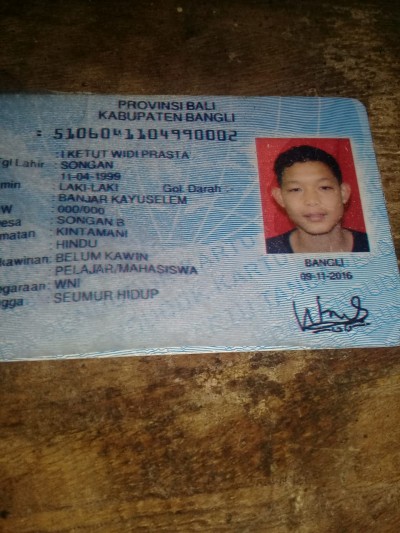 PROVINSI BALI
KABUPATEN BANGLI
: 5106041104990002
: I KETUT WIDI PRASTA
Tgl Lahir : SONGAN
11-04-1999
min : LAKI-LAKI Gol. Darah :-
: BANJAR KAYUSELEM
W : 000/000
esa : SONGAN B
matan : KINTAMANI
: HINDU
kawinan: BELUM KAWIN
: PELAJAR/MAHASISWA
egaraan: WNI
ngga : SEUMUR HIDUP
BANGLI
09-11-2016